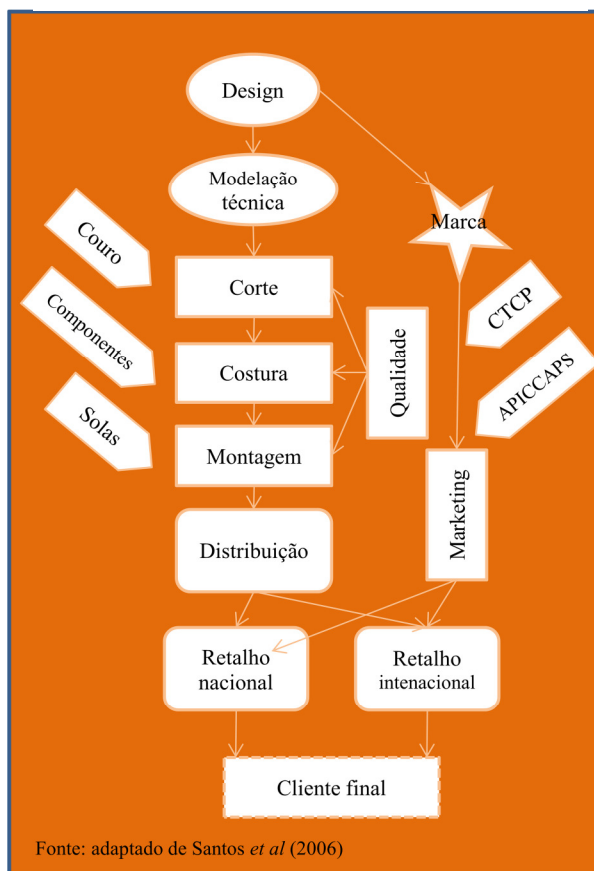 Design
Modelação
técnica
Marca
Couro
Corte
CTCP
Componentes
Costura
Qualidade
APICCAPS
Solas
Montagem
Marketing
Distribuição
Retalho
nacional
Retalho
intenacional
Cliente final
Fonte: adaptado de Santos et al (2006)